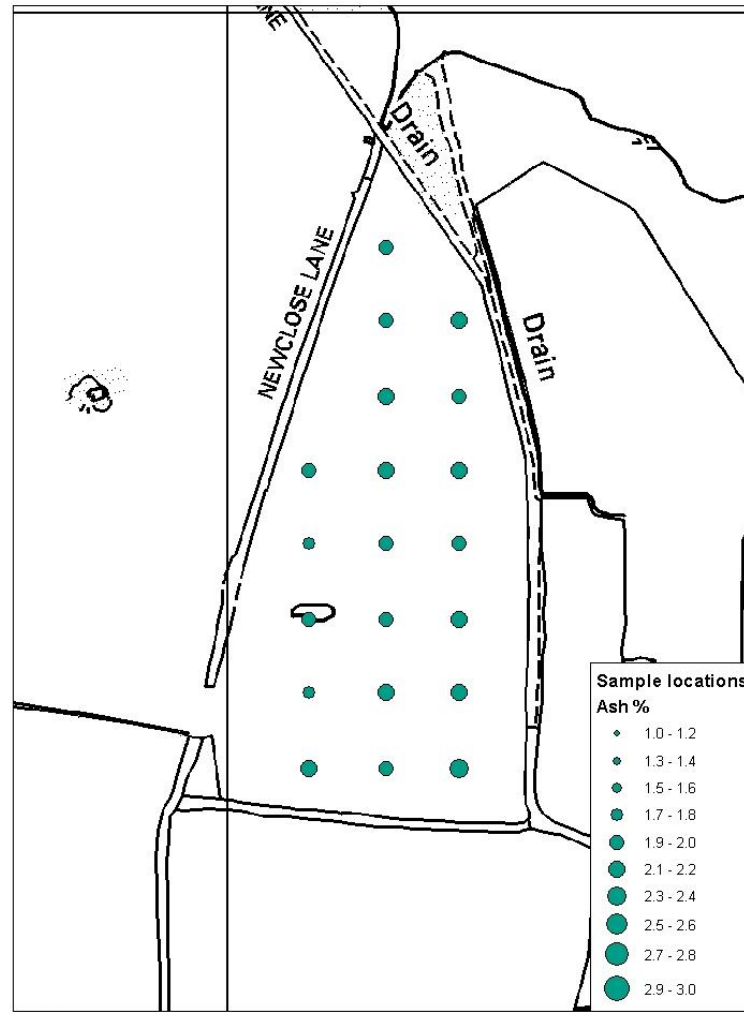 Drain
NEWCLOSE LANE
Drain
Sample locations
Ash %
1.0 - 1.2
1.3 - 1.4
1.5 - 1.6
1.7 - 1.8
1.9 - 2.0
2.1 - 2.2
2.3 - 2.4
2.5 - 2.6
2.7 - 2.8
2.9 - 3.0